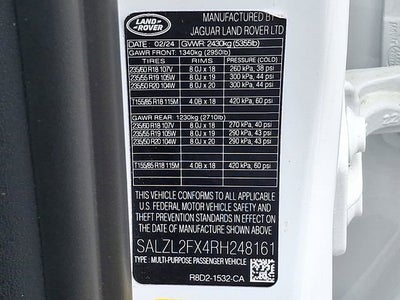 LAND ROVER
MANUFACTURED BY
JAGUAR LAND ROVER LTD
DATE: 02/24 GVWR 2430kg (5355lb)
GAWR FRONT: 1340kg (2950lb)
TIRES RIMS PRESSURE (COLD)
235/60 R18 107V 8.0J x 18 260 kPa, 38 psi
235/55 R19 105W 8.0J x 19 300 kPa, 44 psi
235/50 R20 104W 8.0J x 20 300 kPa, 44 psi
T155/85 R18 115M 4.0B x 18 420 kPa, 60 psi
GAWR REAR: 1230kg (2710lb)
235/60 R18 107V 8.0J x 18 270 kPa, 40 psi
235/55 R19 105W 8.0J x 19 290 kPa, 43 psi
235/50 R20 104W 8.0J x 20 290 kPa, 43 psi
T155/85 R18 115M 4.0B x 18 420 kPa, 60 psi
THIS VEHICLE CONFORMS TO ALL APPLICABLE
U.S. FEDERAL MOTOR VEHICLE SAFETY STANDARDS
IN EFFECT ON THE DATE OF MANUFACTURE SHOWN ABOVE
SALZL2FX4RH248161
TYPE: MULTI-PURPOSE PASSENGER VEHICLE
R8D2-1532-CA